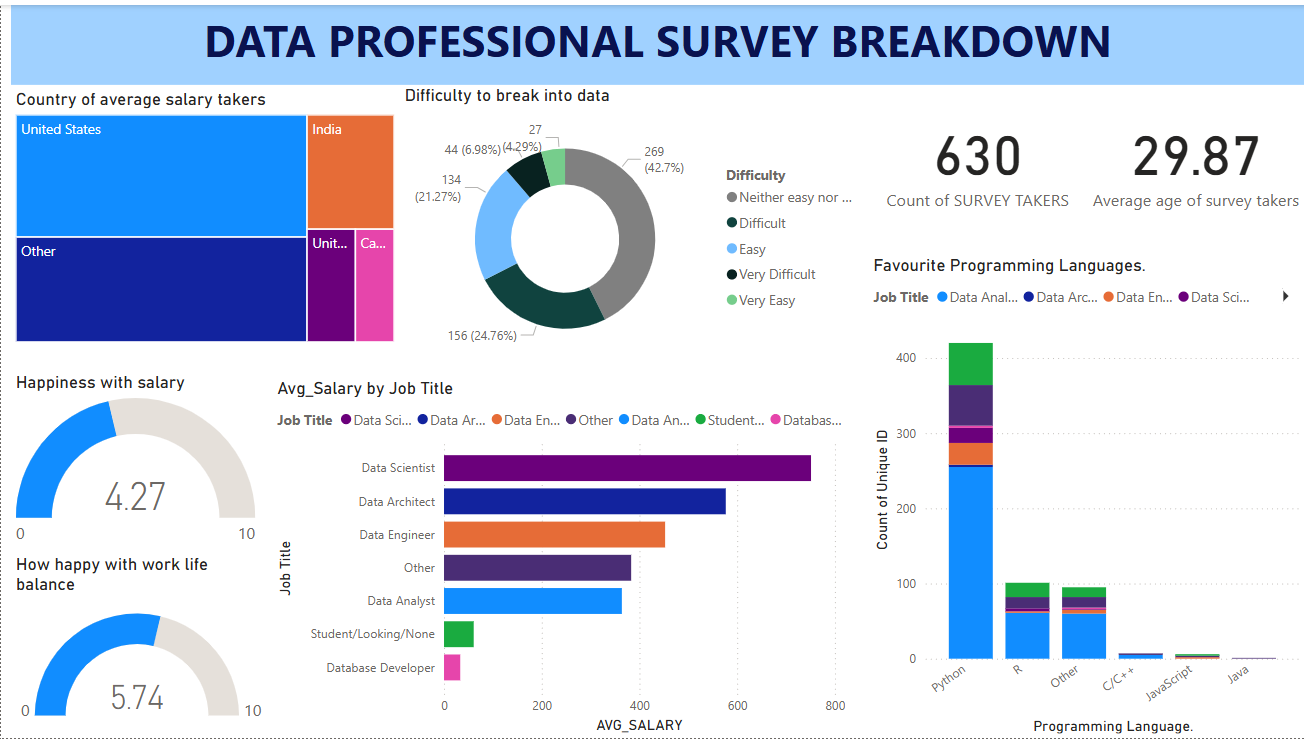 DATA PROFESSIONAL SURVEY BREAKDOWN
Country of average salary takers
United States
India
Other
Unit...
Ca...
Difficulty to break into data
27
(4.29%)
44 (6.98%)
134
(21.27%)
269
(42.7%)
156 (24.76%)
Difficulty
Neither easy nor ...
Difficult
Easy
Very Difficult
Very Easy
630
Count of SURVEY TAKERS
29.87
Average age of survey takers
Happiness with salary
4.27
0
10
How happy with work life
balance
5.74
0
10
Avg_Salary by Job Title
Job Title Data Sci... Data Ar... Data En... Other Data An... Student... Databas...
Job Title
Data Scientist
Data Architect
Data Engineer
Other
Data Analyst
Student/Looking/None
Database Developer
0 200 400 600 800
AVG_SALARY
Favourite Programming Languages.
Job Title Data Anal... Data Arc... Data En... Data Sci...
Count of Unique ID
400
300
200
100
0
Python R Other C/C++ JavaScript Java
Programming Language.